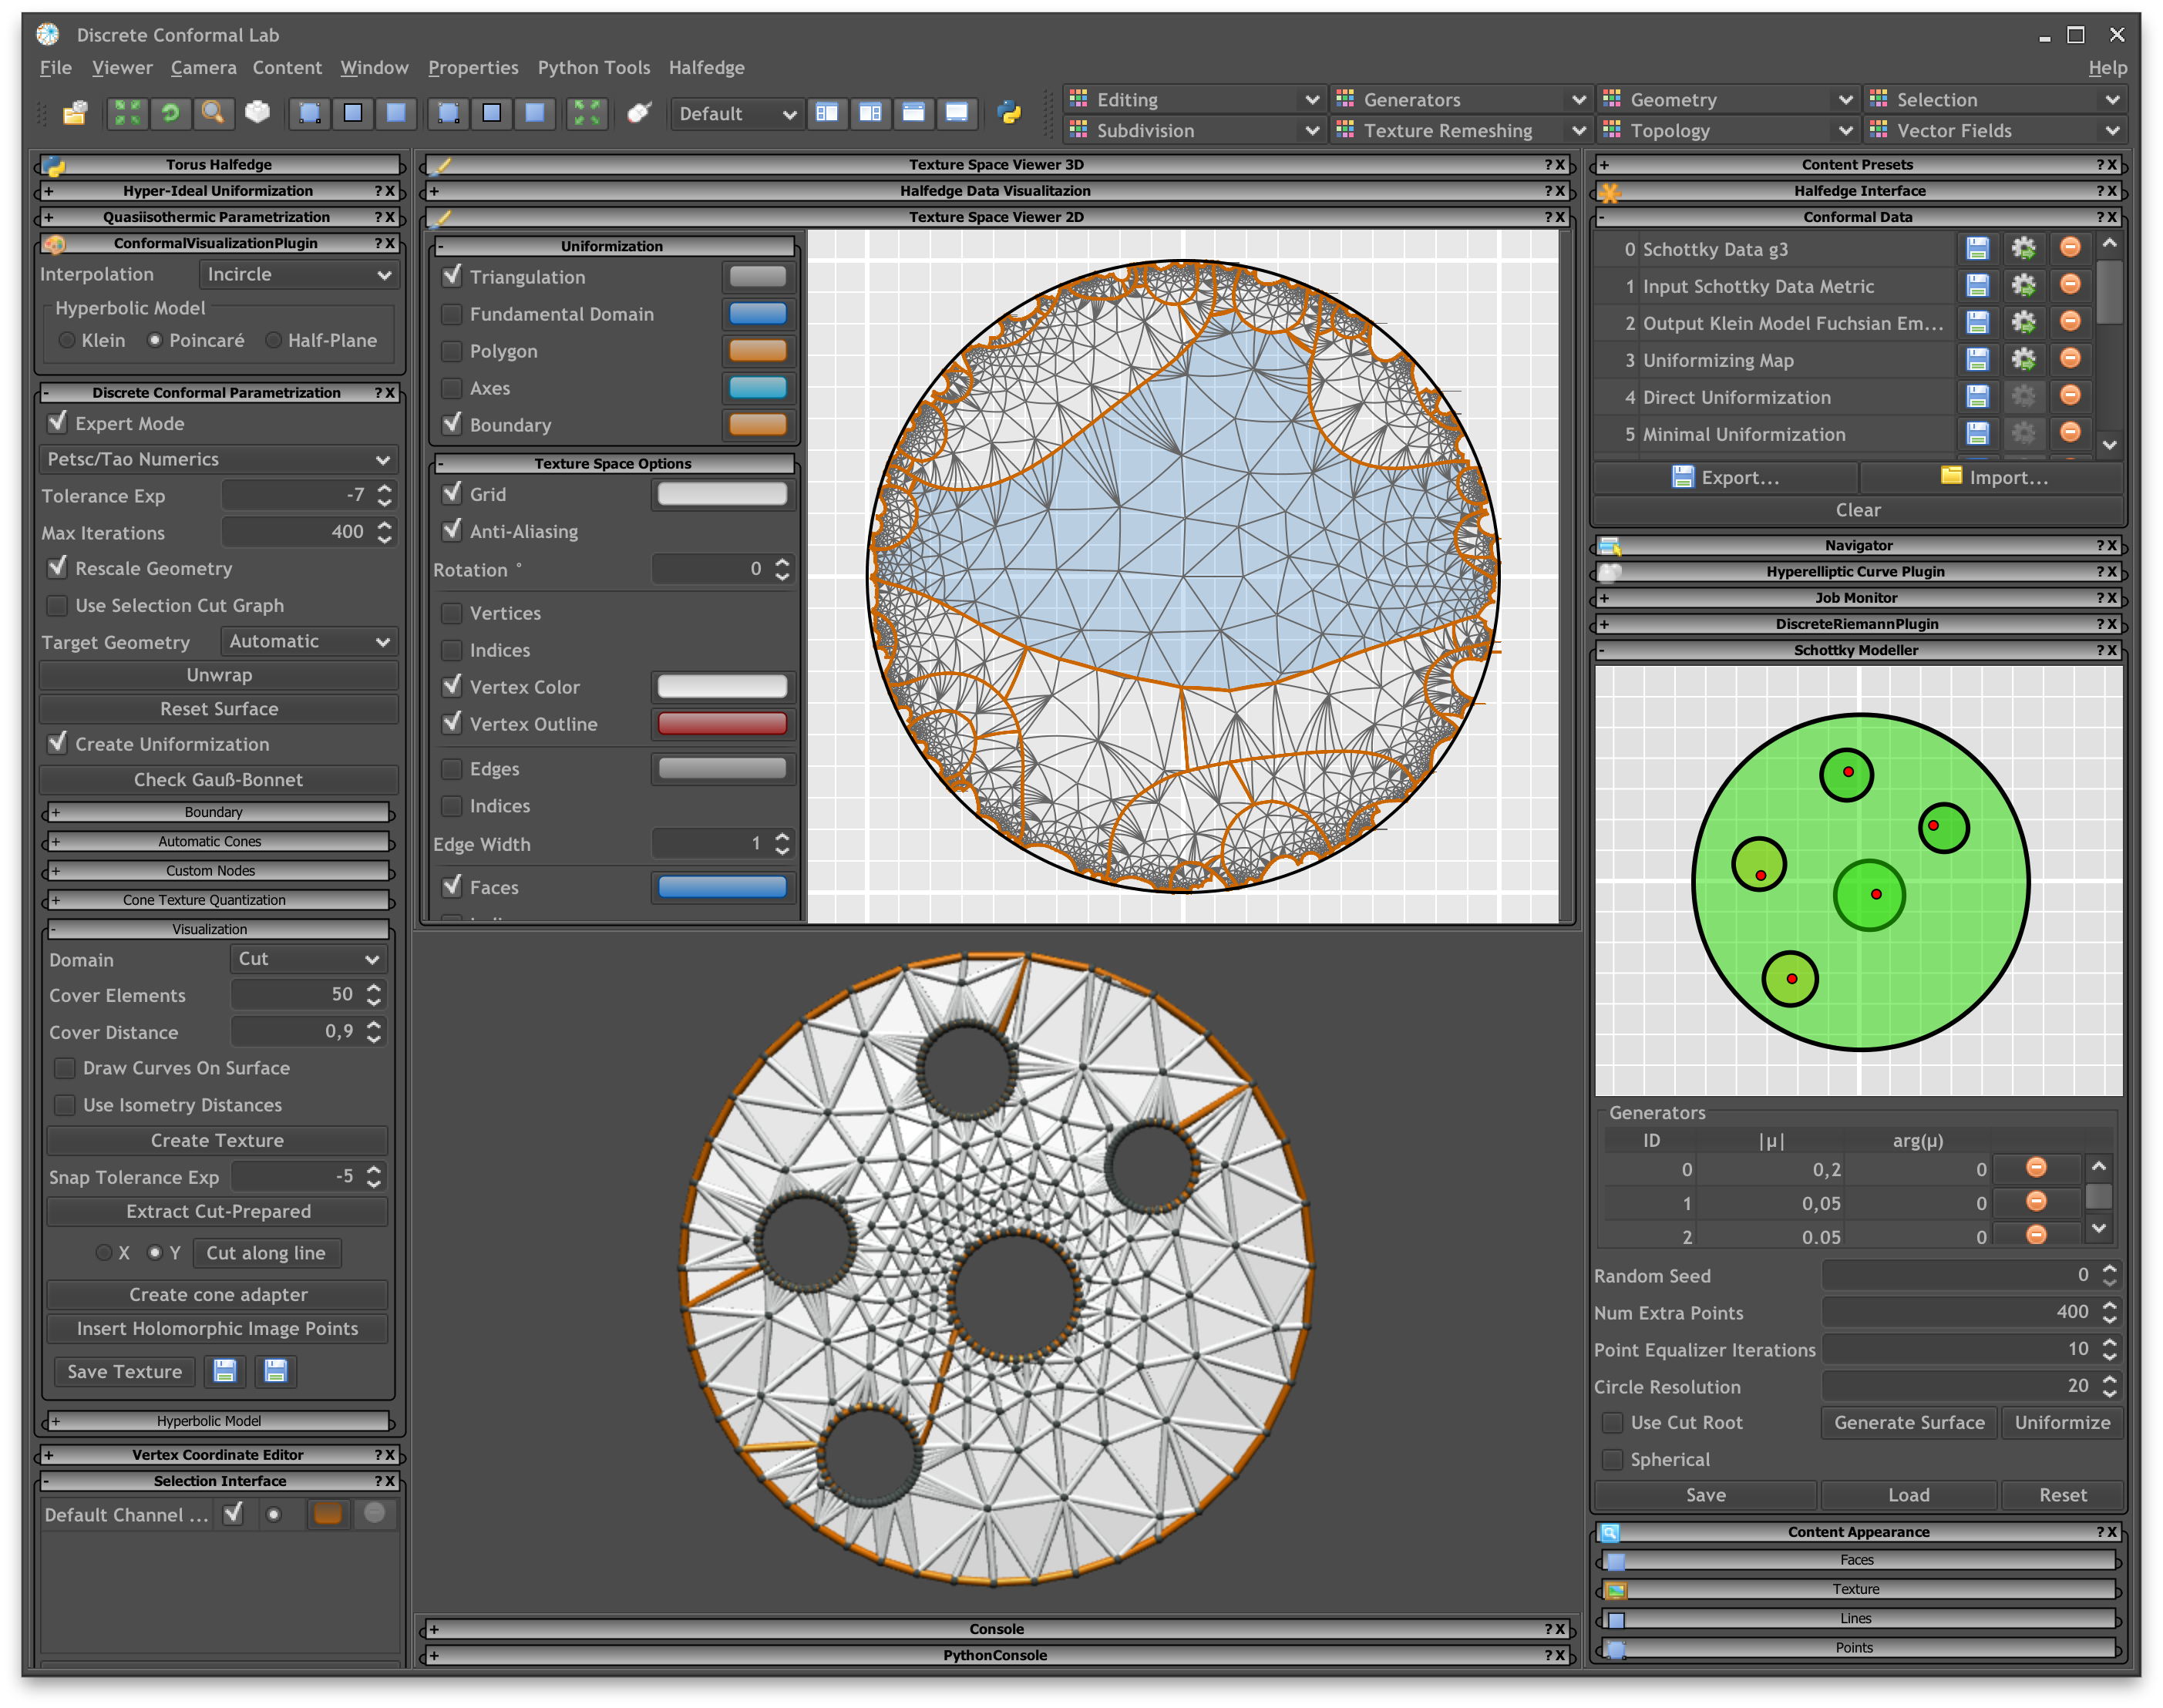 Discrete Conformal Lab
File Viewer Camera Content Window Properties Python Tools Halfedge Help
Default
Editing Generators Geometry Selection
Subdivision Texture Remeshing Topology Vector Fields
Torus Halfedge
+ Hyper-Ideal Uniformization ? X
+ Quasiisothermic Parametrization ? X
ConformalVisualizationPlugin ? X
Interpolation Incircle
Hyperbolic Model
Klein Poincaré Half-Plane
- Discrete Conformal Parametrization ? X
Expert Mode
Petsc/Tao Numerics
Tolerance Exp -7
Max Iterations 400
Rescale Geometry
Use Selection Cut Graph
Target Geometry Automatic
Unwrap
Reset Surface
Create Uniformization
Check Gauß-Bonnet
+ Boundary
+ Automatic Cones
+ Custom Nodes
+ Cone Texture Quantization
- Visualization
Domain Cut
Cover Elements 50
Cover Distance 0,9
Draw Curves On Surface
Use Isometry Distances
Create Texture
Snap Tolerance Exp -5
Extract Cut-Prepared
X Y Cut along line
Create cone adapter
Insert Holomorphic Image Points
Save Texture
+ Hyperbolic Model
+ Vertex Coordinate Editor ? X
- Selection Interface ? X
Default Channel ...
Texture Space Viewer 3D ? X
+ Halfedge Data Visualitazion ? X
Texture Space Viewer 2D ? X
- Uniformization
Triangulation
Fundamental Domain
Polygon
Axes
Boundary
- Texture Space Options
Grid
Anti-Aliasing
Rotation ° 0
Vertices
Indices
Vertex Color
Vertex Outline
Edges
Indices
Edge Width 1
Faces
+ Console ? X
+ PythonConsole ? X
+ Content Presets ? X
Halfedge Interface ? X
- Conformal Data ? X
0 Schottky Data g3
1 Input Schottky Data Metric
2 Output Klein Model Fuchsian Em...
3 Uniformizing Map
4 Direct Uniformization
5 Minimal Uniformization
Export... Import...
Clear
Navigator ? X
Hyperelliptic Curve Plugin ? X
+ Job Monitor ? X
+ DiscreteRiemannPlugin ? X
- Schottky Modeller ? X
Generators
ID |μ| arg(μ)
0 0,2 0
1 0,05 0
2 0.05 0
Random Seed 0
Num Extra Points 400
Point Equalizer Iterations 10
Circle Resolution 20
Use Cut Root Generate Surface Uniformize
Spherical
Save Load Reset
Content Appearance ? X
Faces
Texture
Lines
Points